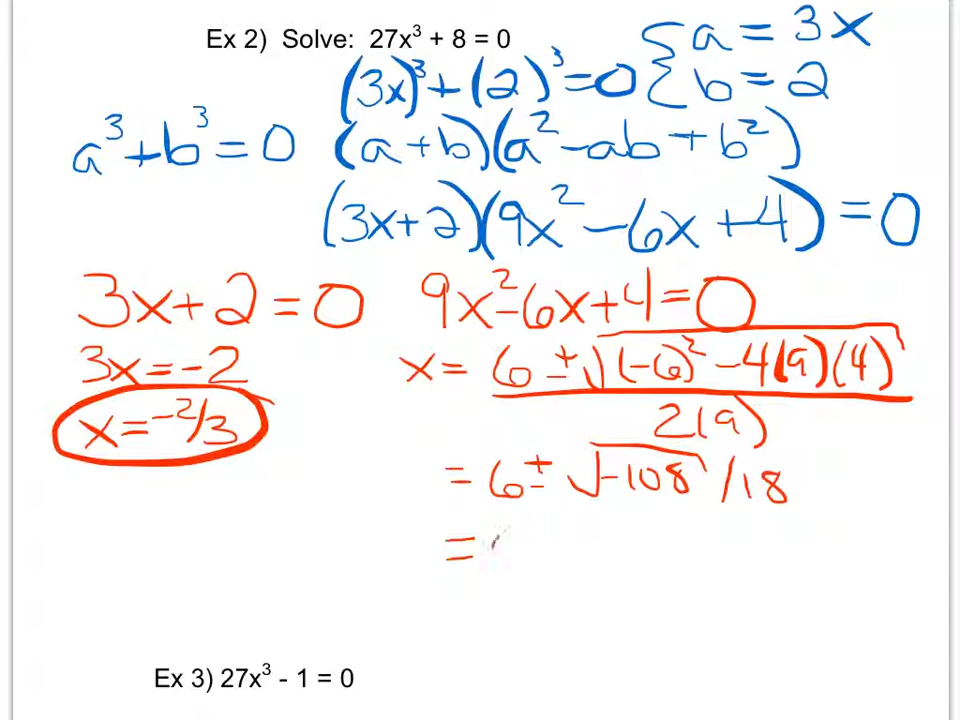 Ex 2) Solve: 27x³ + 8 = 0
(3x)³ + (2)³ = 0 { a = 3x
b = 2
a³ + b³ = 0 (a + b)(a² - ab + b²)
(3x + 2)(9x² - 6x + 4) = 0
3x + 2 = 0 9x² - 6x + 4 = 0
3x = -2 x = 6 ± √(-6)² - 4(9)(4)
x = -2/3 2(9)
= 6 ± √-108 / 18
=
Ex 3) 27x³ - 1 = 0